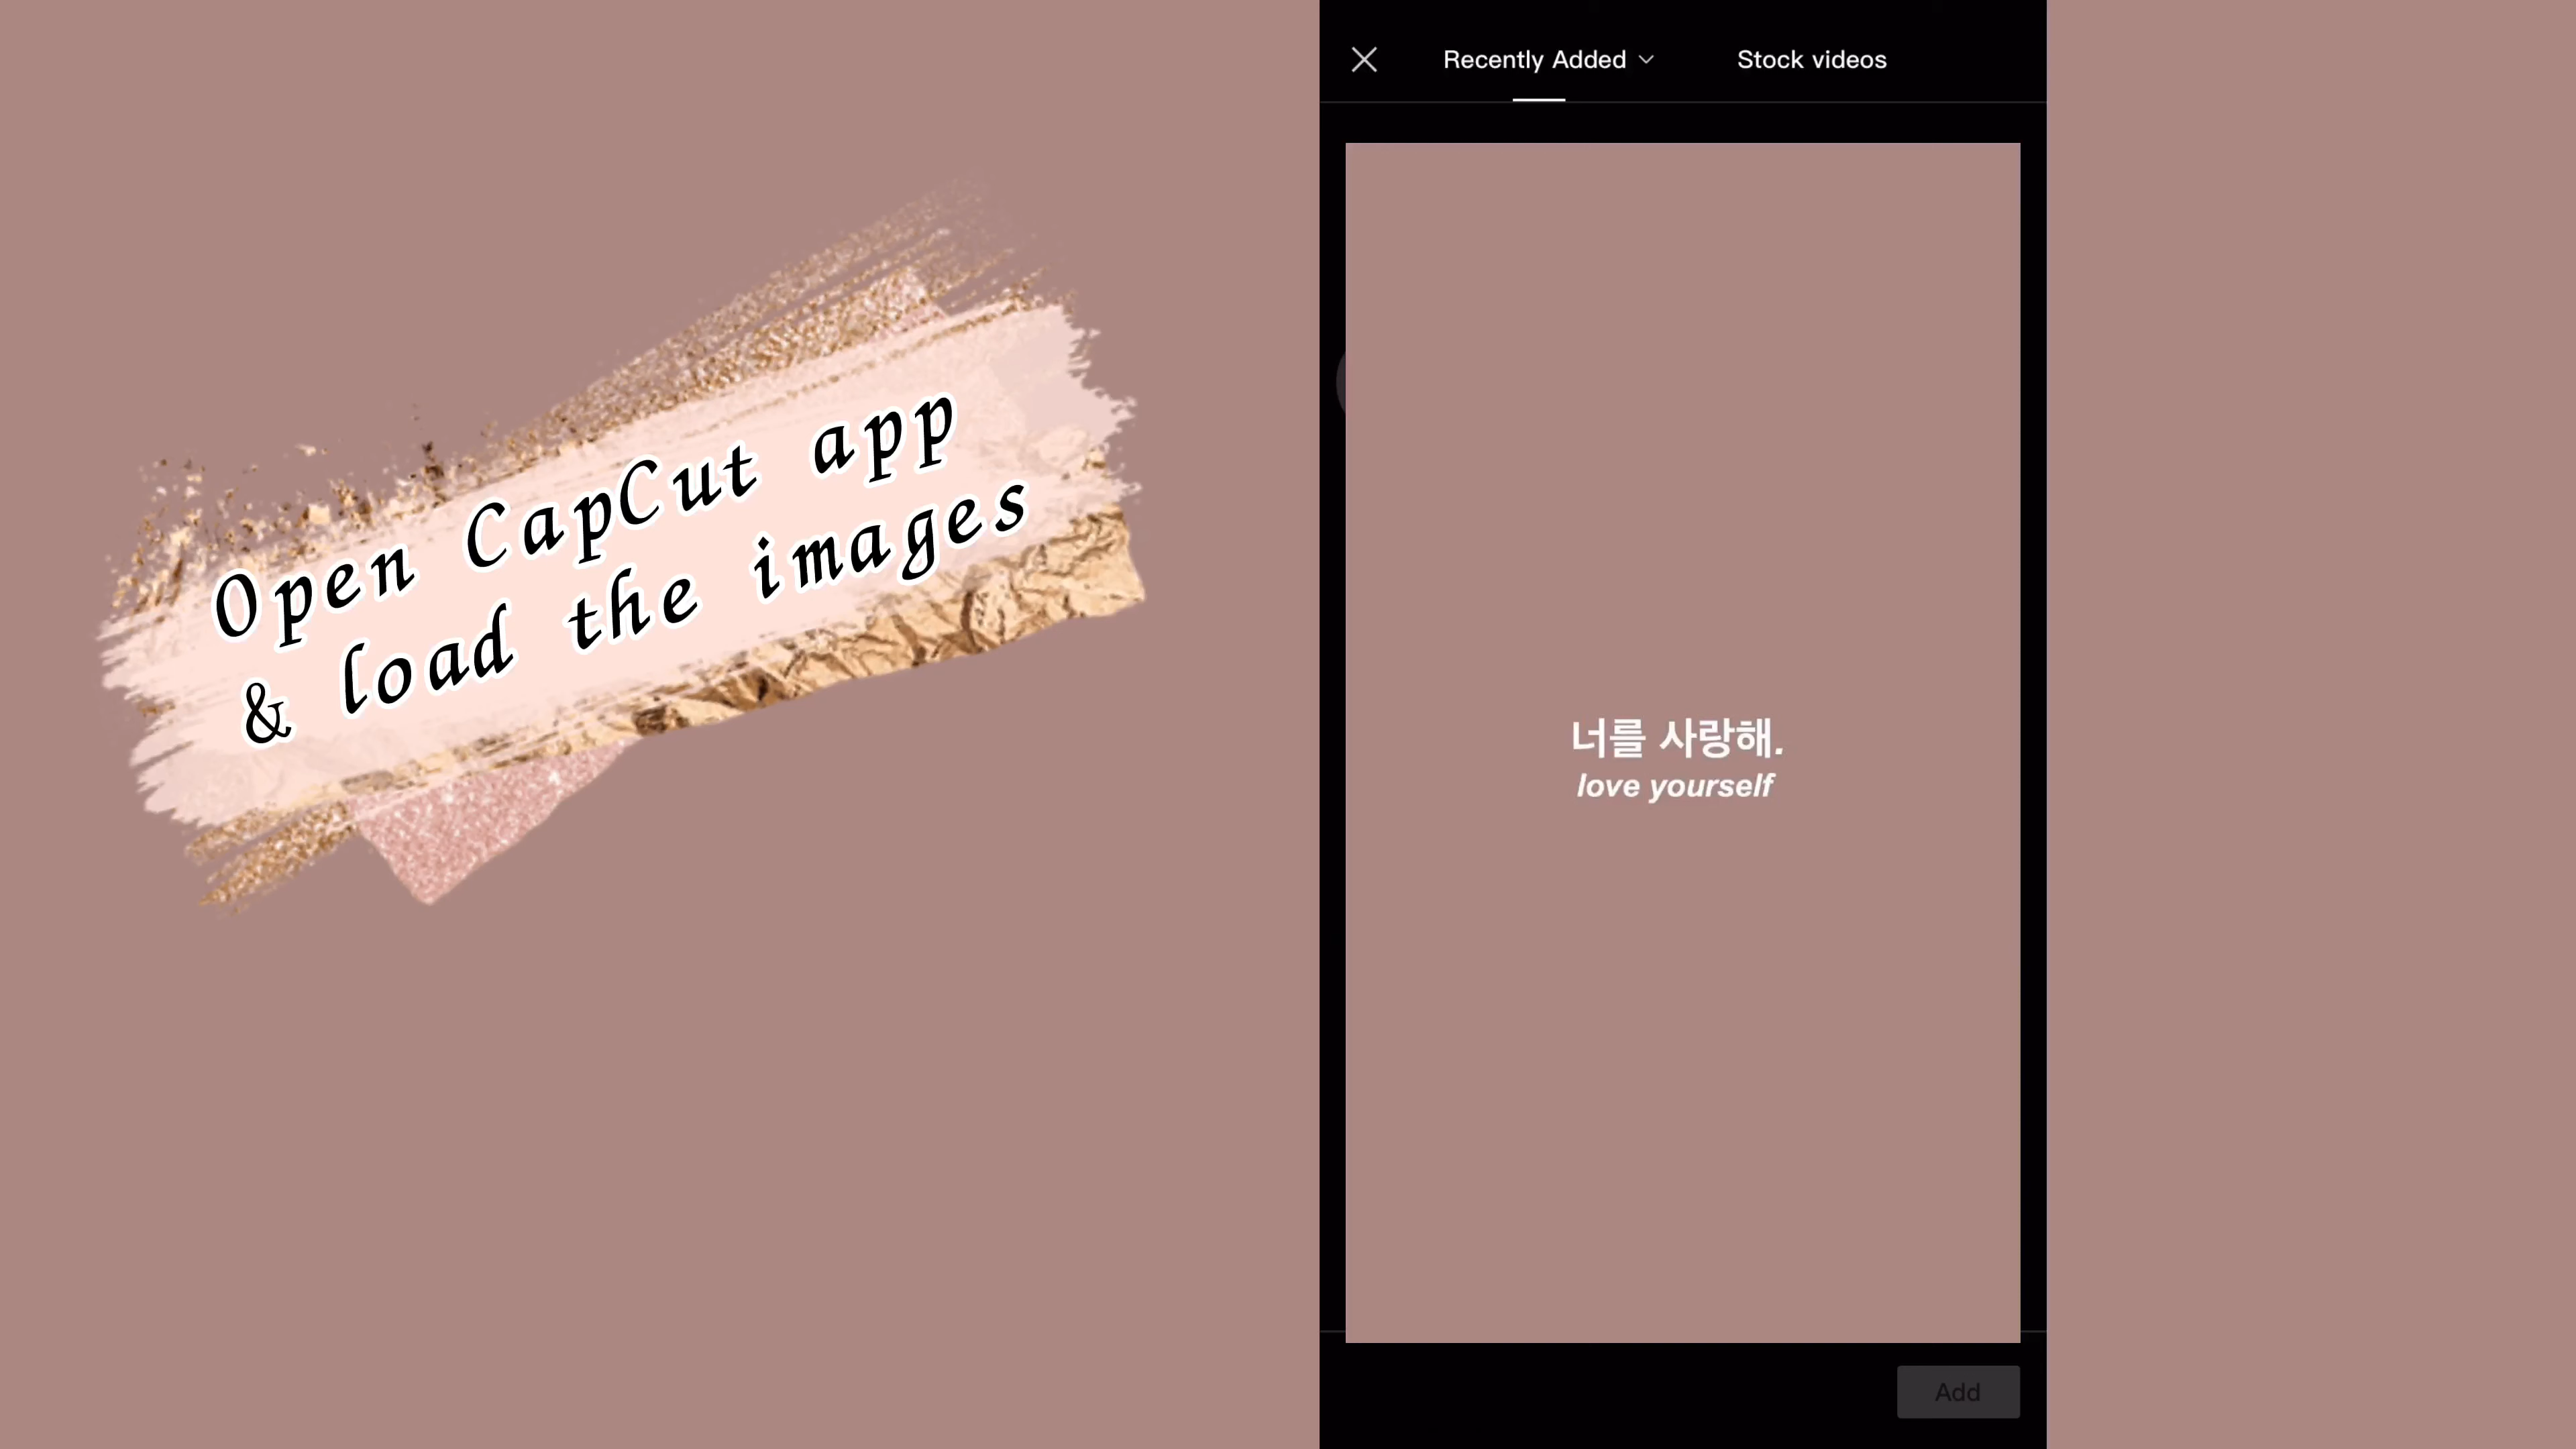 Open CapCut app
& load the images
Recently Added
Stock videos
너를 사랑해.
love yourself
Add